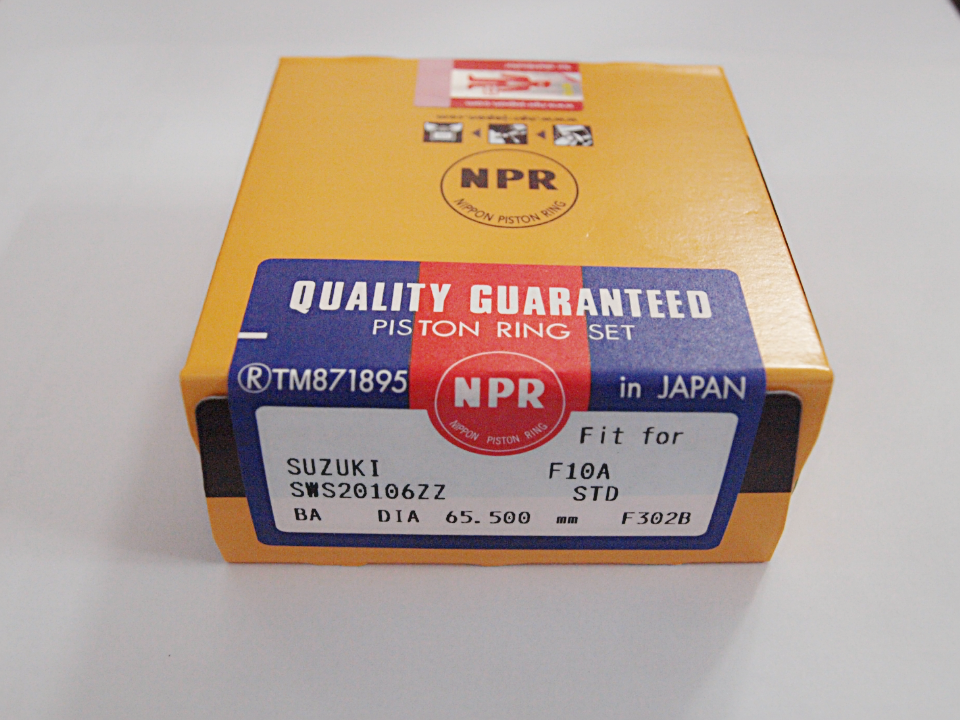 NPR
NIPPON PISTON RING
QUALITY GUARANTEED
PISTON RING SET
®TM871895
NPR
NIPPON PISTON RING
in JAPAN
Fit for
SUZUKI F10A
SWS20106ZZ STD
BA DIA 65.500 mm F302B